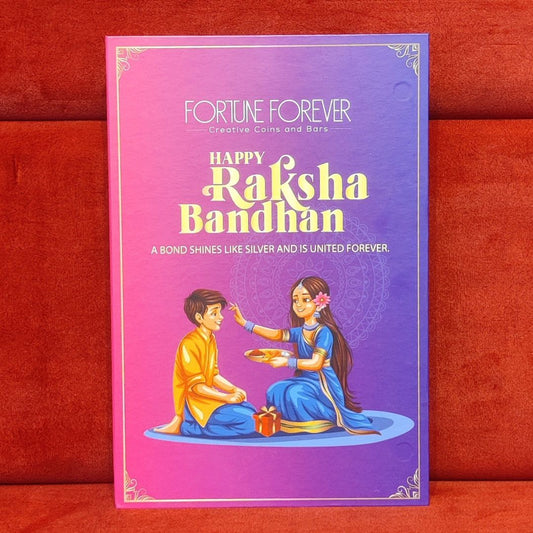 FORTUNE FOREVER
Creative Coins and Bars
HAPPY
Raksha
Bandhan
A BOND SHINES LIKE SILVER AND IS UNITED FOREVER.